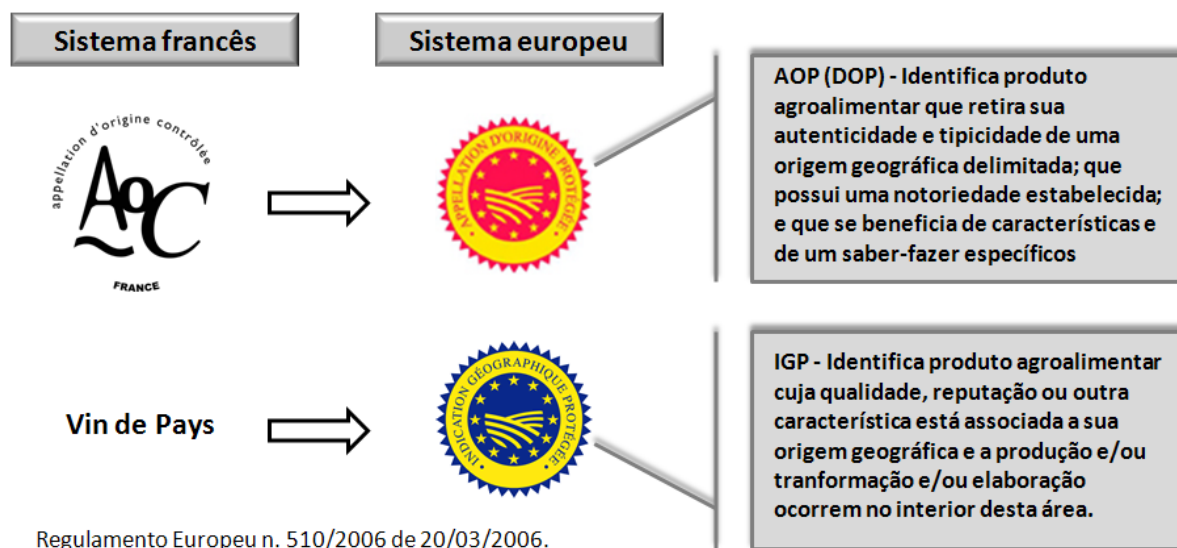 Sistema francês
Sistema europeu
appellation d'origine contrôlée
AOC
FRANCE
APPELLATION D'ORIGINE PROTÉGÉE
AOP (DOP) - Identifica produto
agroalimentar que retira sua
autenticidade e tipicidade de uma
origem geográfica delimitada; que
possui uma notoriedade estabelecida;
e que se beneficia de características e
de um saber-fazer específicos
Vin de Pays
INDICATION GÉOGRAPHIQUE PROTÉGÉE
IGP - Identifica produto agroalimentar
cuja qualidade, reputação ou outra
característica está associada a sua
origem geográfica e a produção e/ou
tranformação e/ou elaboração
ocorrem no interior desta área.
Regulamento Europeu n. 510/2006 de 20/03/2006.